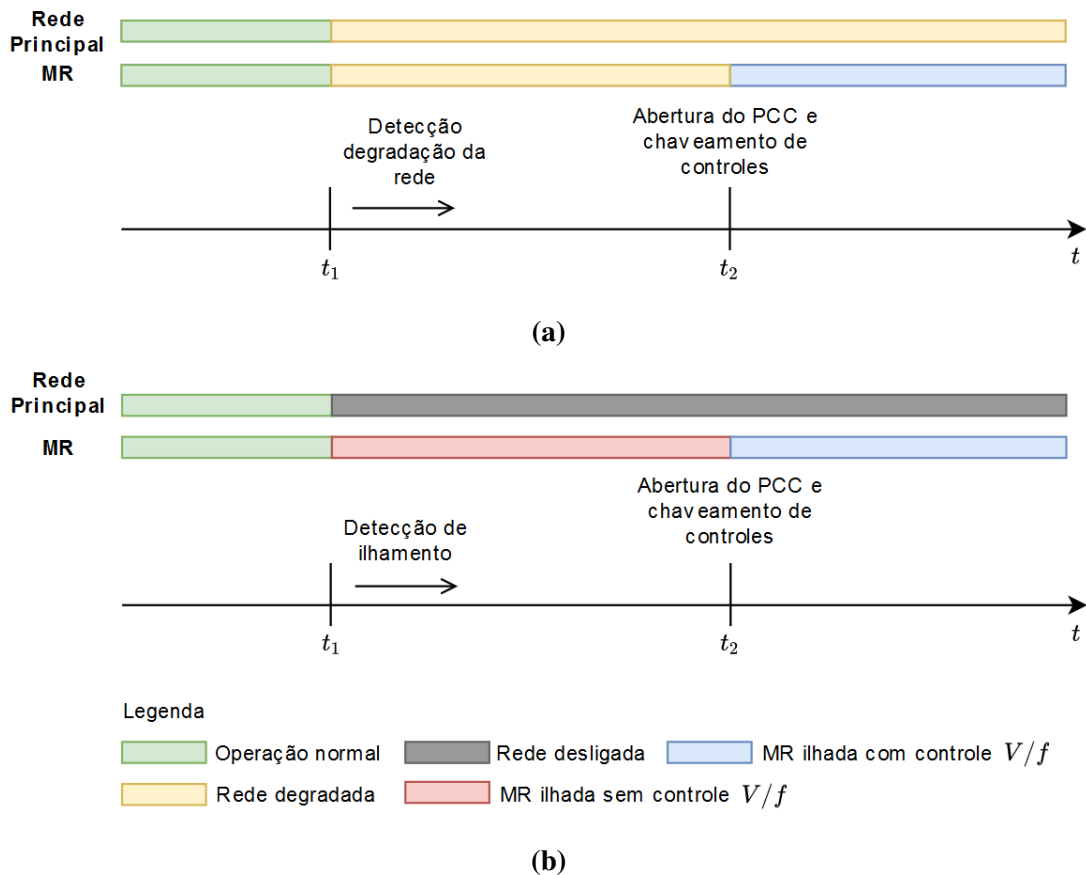 Rede
Principal
MR
Detecção
degradação da
rede
Abertura do PCC e
chaveamento de
controles
t1
t2
t
(a)
Rede
Principal
MR
Detecção de
ilhamento
Abertura do PCC e
chaveamento de
controles
t1
t2
t
Legenda
Operação normal
Rede desligada
MR ilhada com controle V/f
Rede degradada
MR ilhada sem controle V/f
(b)